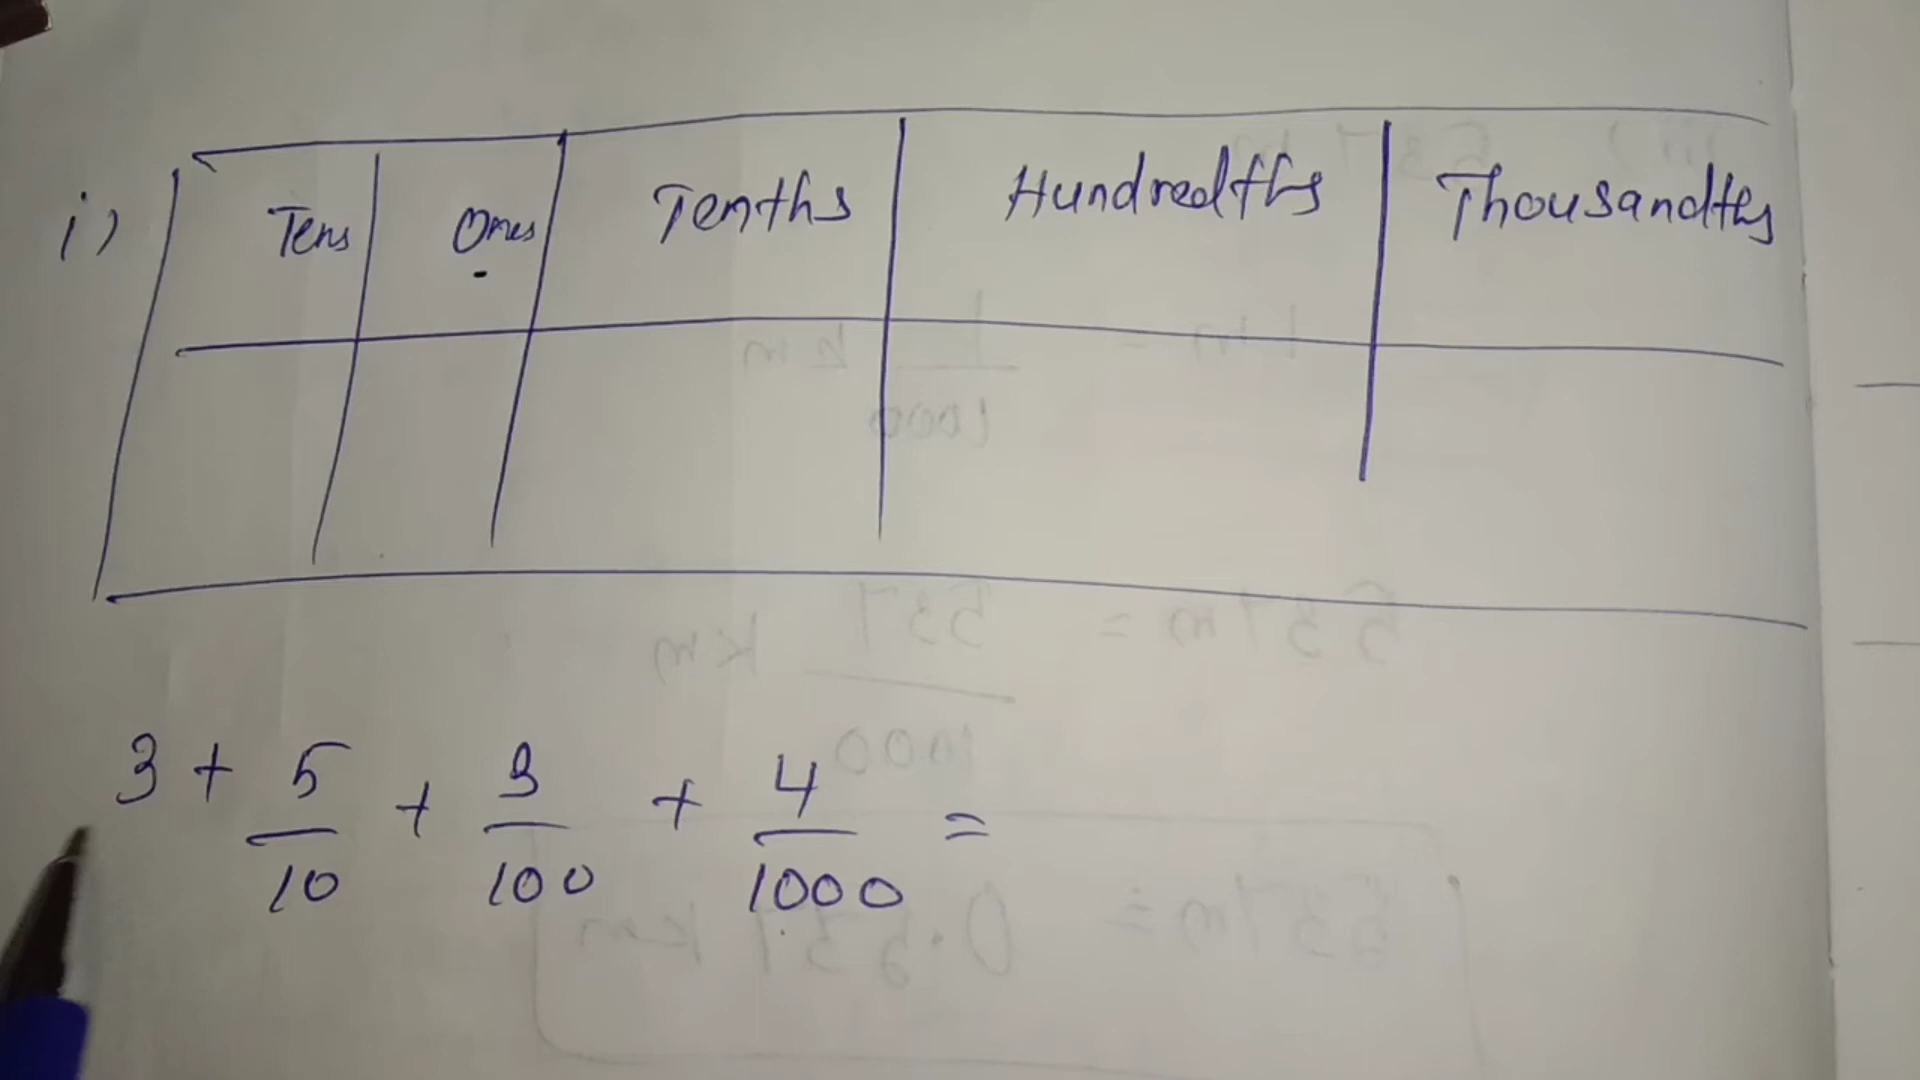 i) Tens Ones Tenths Hundredths Thousandths
3 + 5/10 + 3/100 + 4/1000 =